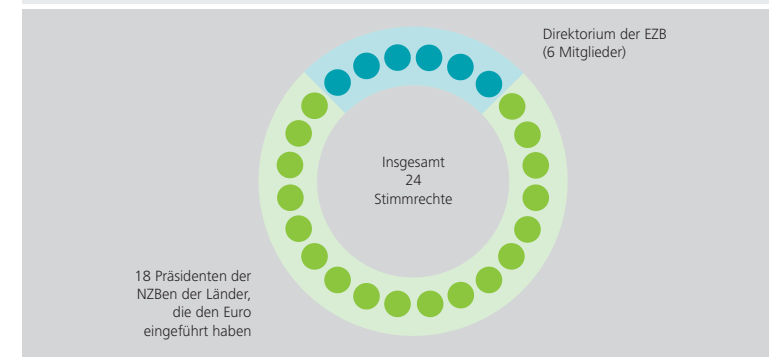 Direktorium der EZB
(6 Mitglieder)
Insgesamt
24
Stimmrechte
18 Präsidenten der
NZBen der Länder,
die den Euro
eingeführt haben